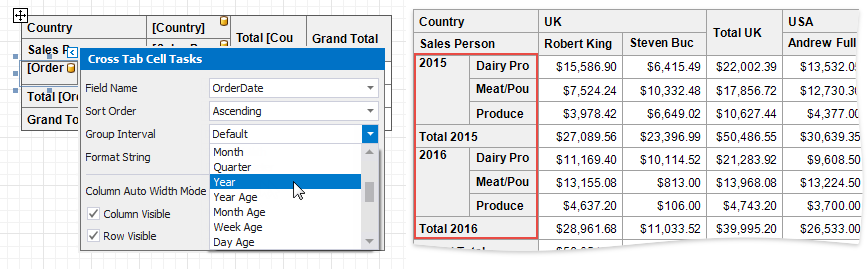 Country [Country] Total [Cou Grand Total
Sales P
[Order
Total [Or
Grand To
Cross Tab Cell Tasks
Field Name OrderDate
Sort Order Ascending
Group Interval Default
Format String
Column Auto Width Mode
Column Visible
Row Visible
Month
Quarter
Year
Year Age
Month Age
Week Age
Day Age
Country UK Total UK USA
Sales Person Robert King Steven Buc Andrew Full
2015 Dairy Pro $15,586.90 $6,415.49 $22,002.39 $13,532.0
Meat/Pou $7,524.24 $10,332.48 $17,856.72 $12,730.3
Produce $3,978.42 $6,649.02 $10,627.44 $4,377.0
Total 2015 $27,089.56 $23,396.99 $50,486.55 $30,639.35
2016 Dairy Pro $11,169.40 $10,114.52 $21,283.92 $9,608.50
Meat/Pou $13,155.08 $813.00 $13,968.08 $13,224.50
Produce $4,637.20 $106.00 $4,743.20 $3,700.00
Total 2016 $28,961.68 $11,033.52 $39,995.20 $26,533.00